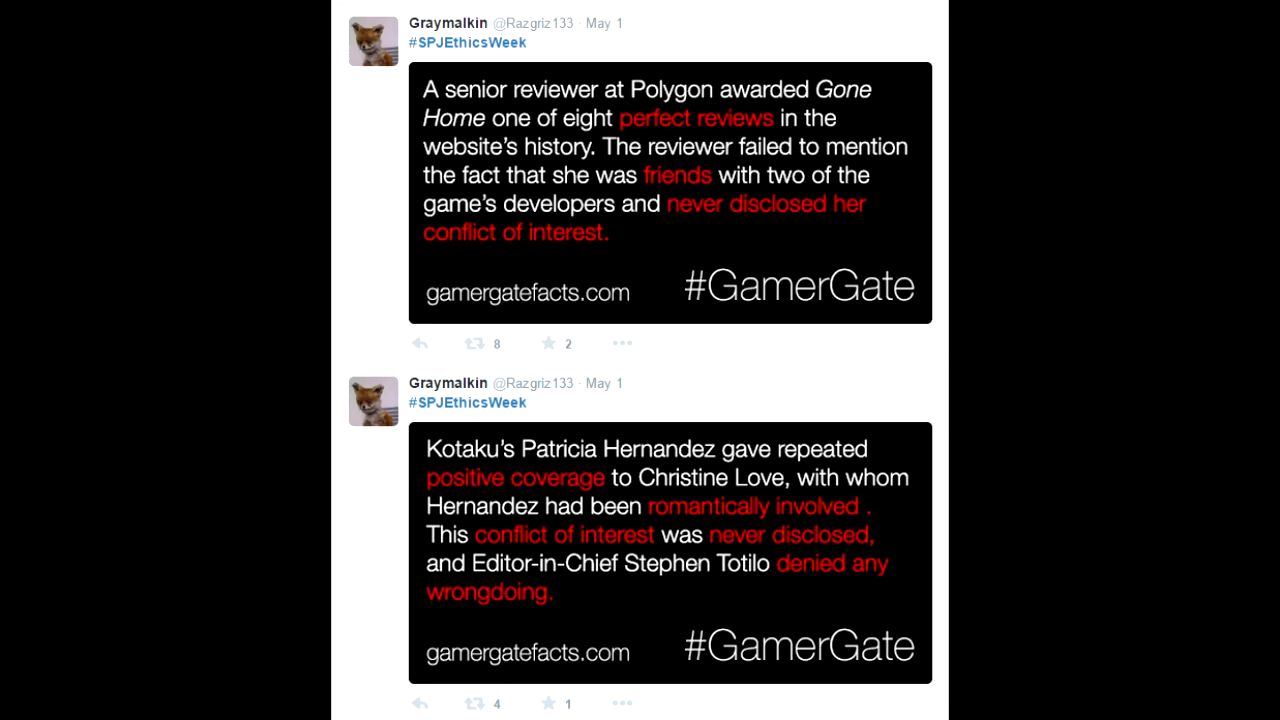 Graymalkin @Razgriz133 · May 1
#SPJEthicsWeek
A senior reviewer at Polygon awarded Gone
Home one of eight perfect reviews in the
website's history. The reviewer failed to mention
the fact that she was friends with two of the
game's developers and never disclosed her
conflict of interest.
gamergatefacts.com #GamerGate
8 2
Graymalkin @Razgriz133 · May 1
#SPJEthicsWeek
Kotaku's Patricia Hernandez gave repeated
positive coverage to Christine Love, with whom
Hernandez had been romantically involved .
This conflict of interest was never disclosed,
and Editor-in-Chief Stephen Totilo denied any
wrongdoing.
gamergatefacts.com #GamerGate
4 1